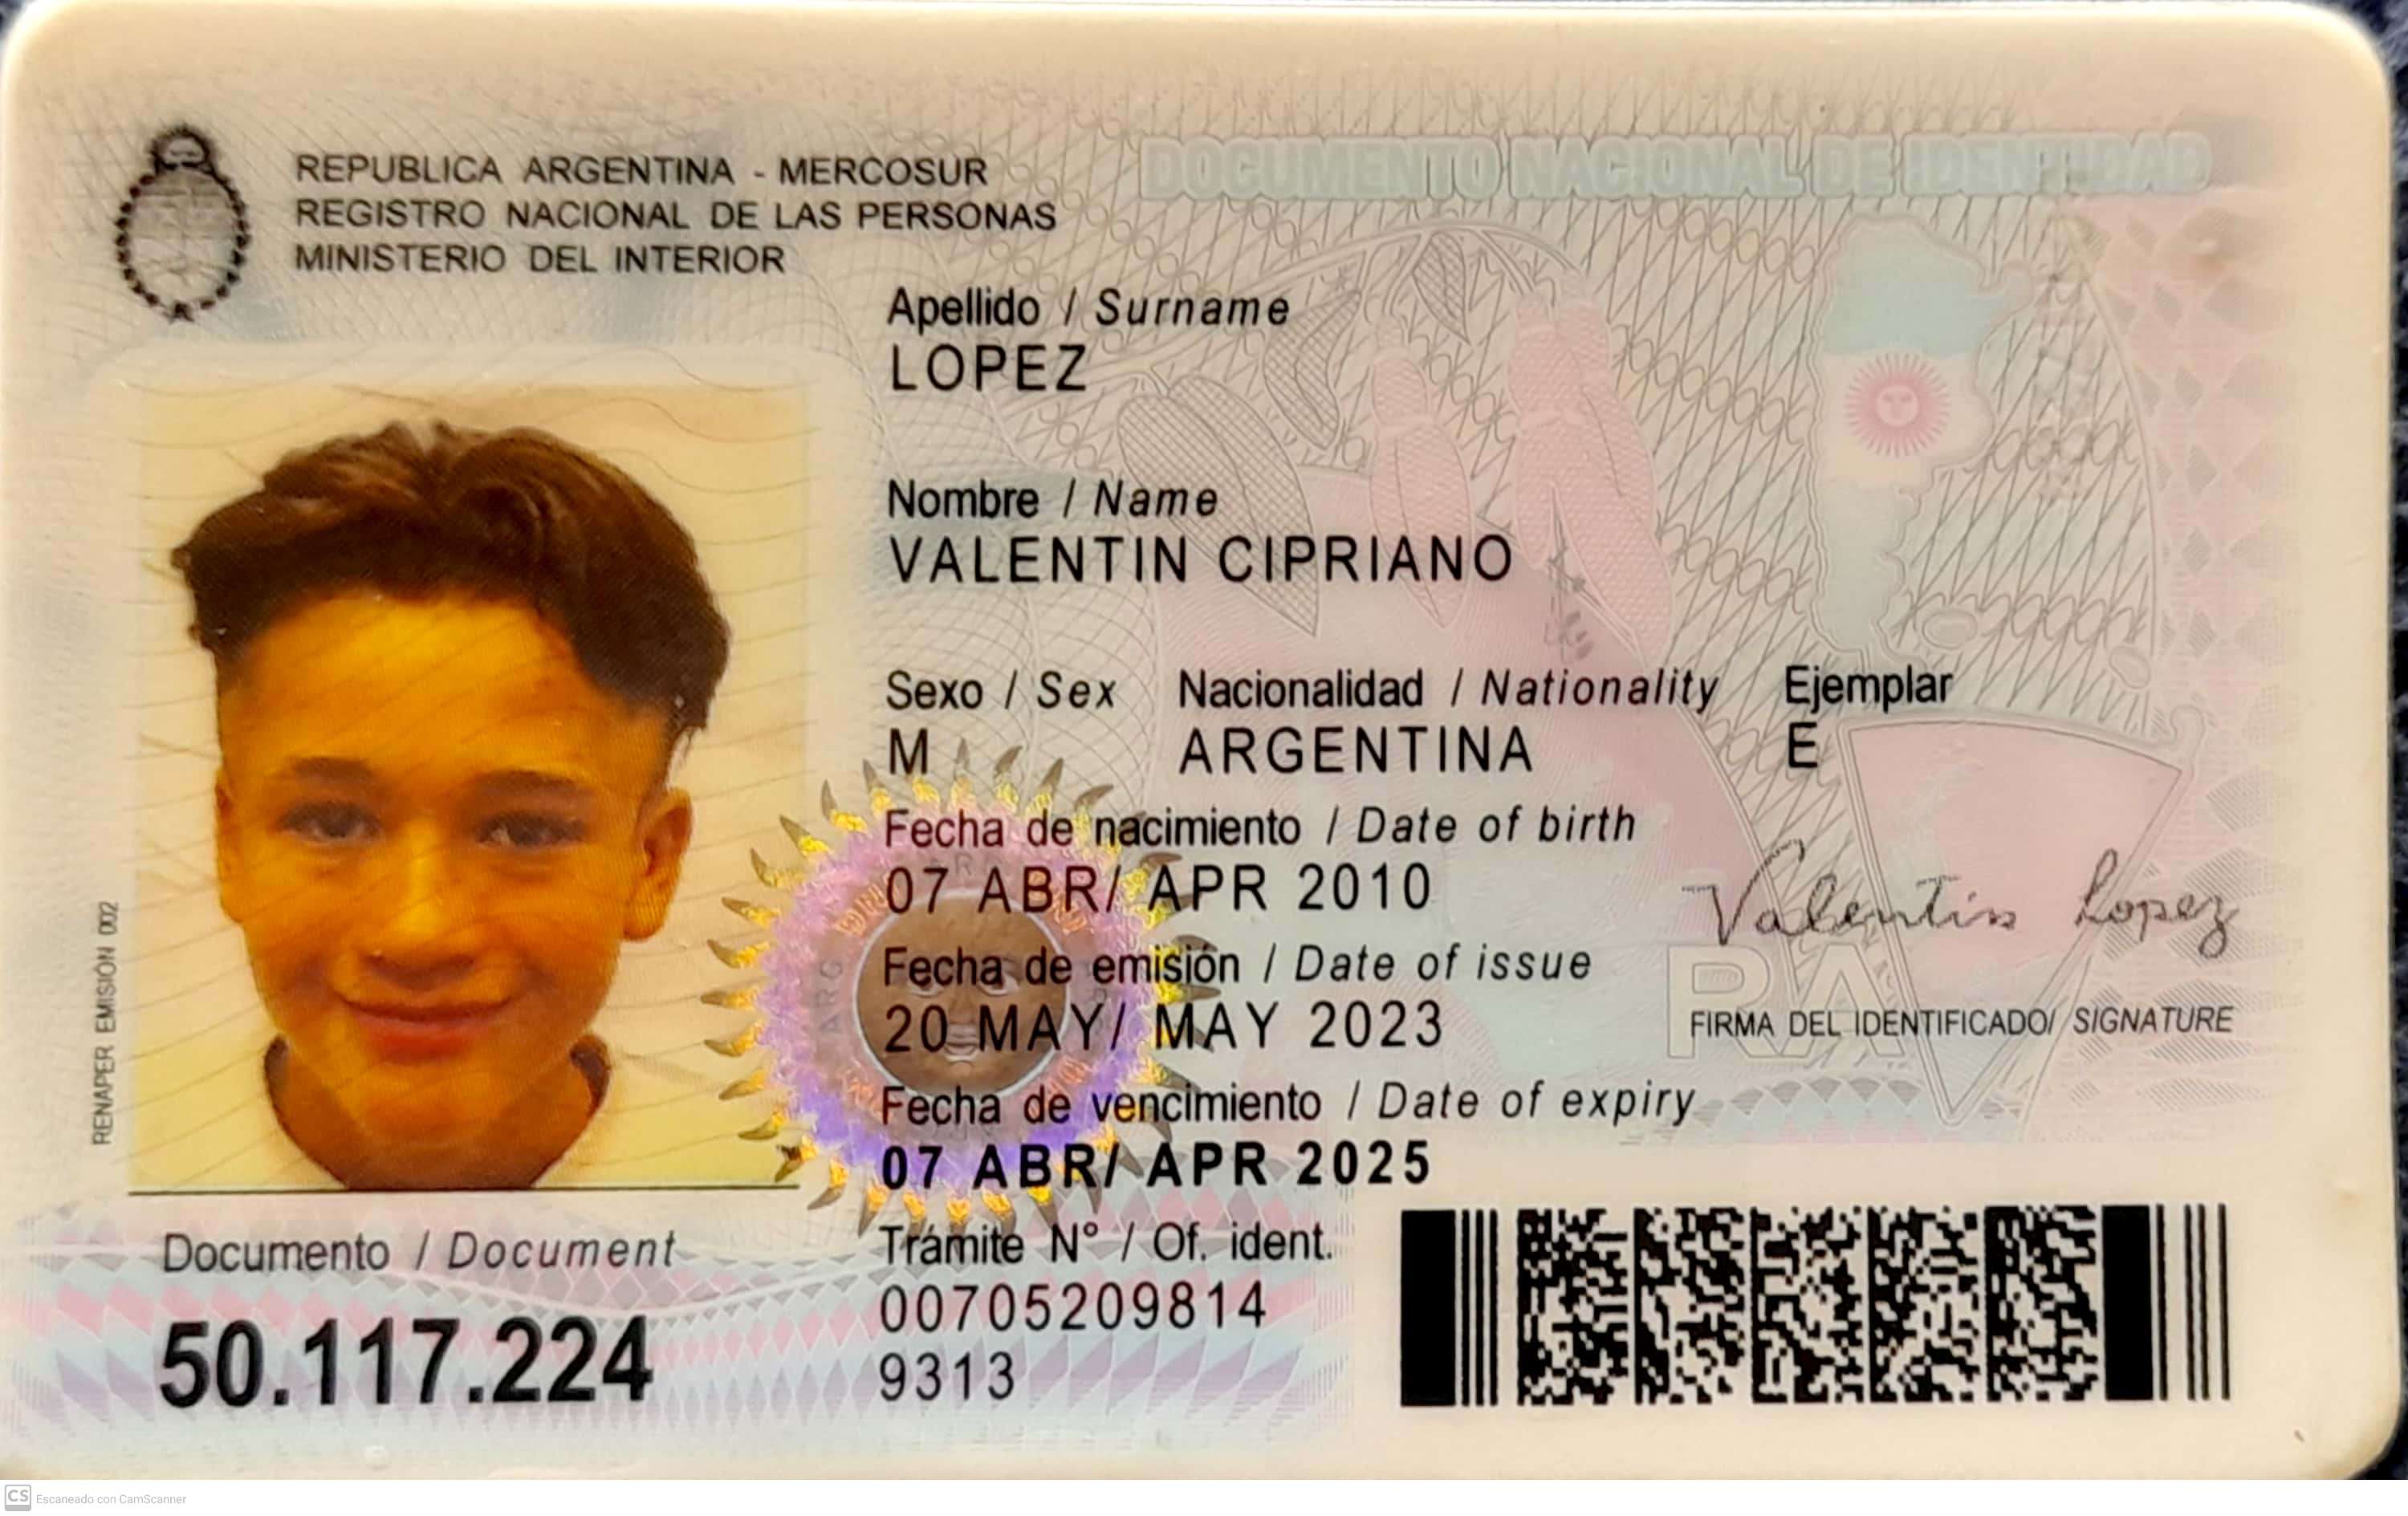 REPUBLICA ARGENTINA - MERCOSUR
REGISTRO NACIONAL DE LAS PERSONAS
MINISTERIO DEL INTERIOR
DOCUMENTO NACIONAL DE IDENTIDAD
Apellido / Surname
LOPEZ
Nombre / Name
VALENTIN CIPRIANO
Sexo / Sex Nacionalidad / Nationality Ejemplar
M ARGENTINA E
Fecha de nacimiento / Date of birth
07 ABR/ APR 2010
Valentin Lopez
Fecha de emisión / Date of issue
20 MAY/ MAY 2023
RA
FIRMA DEL IDENTIFICADO/ SIGNATURE
Fecha de vencimiento / Date of expiry
07 ABR/ APR 2025
RENAPER EMISIÓN 002
Documento / Document
50.117.224
Trámite N° / Of. ident.
00705209814
9313
CS Escaneado con CamScanner